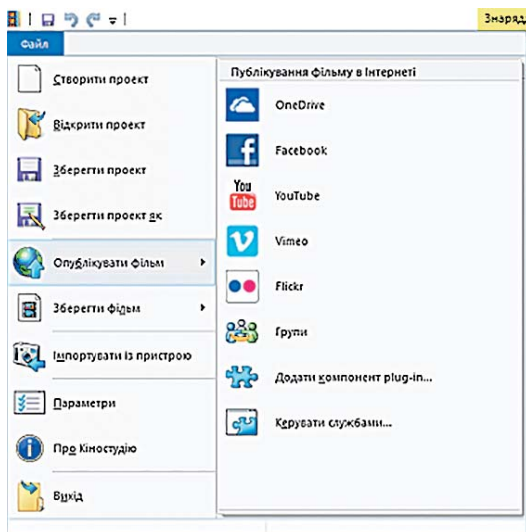 Знаряд
Файл
Створити проект
Відкрити проект
Зберегти проект
Зберегти проект як
Опублікувати фільм
Зберегти фільм
Імпортувати із пристрою
Параметри
Про Кіностудію
Вихід
Публікування фільму в Інтернеті
OneDrive
Facebook
You
Tube
YouTube
Vimeo
Flickr
Групи
Додати компонент plug-in...
Керувати службами...